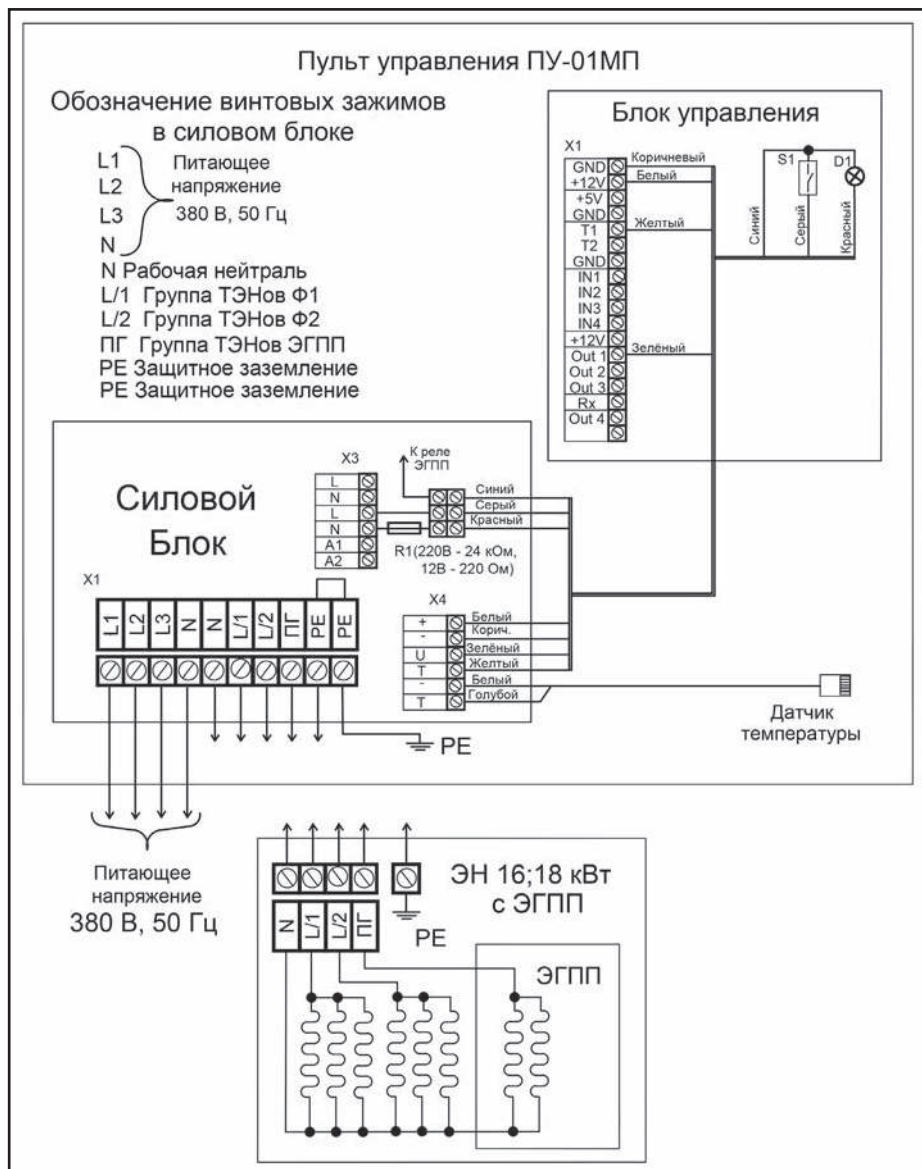 Пульт управления ПУ-01МП
Обозначение винтовых зажимов
в силовом блоке
L1
L2
L3
N
Питающее
напряжение
380 В, 50 Гц
N Рабочая нейтраль
L/1 Группа ТЭНов Ф1
L/2 Группа ТЭНов Ф2
ПГ Группа ТЭНов ЭГПП
РЕ Защитное заземление
РЕ Защитное заземление
Блок управления
X1
GND
+12V
+5V
GND
T1
T2
GND
IN1
IN2
IN3
IN4
+12V
Out 1
Out 2
Out 3
Rx
Out 4
Коричневый
Белый
Желтый
Зелёный
S1
D1
Синий
Серый
Красный
Силовой
Блок
X3
L
N
L
N
A1
A2
К реле
ЭГПП
Синий
Серый
Красный
R1(220В - 24 кОм,
12В - 220 Ом)
X1
L1
L2
L3
N
N
L/1
L/2
ПГ
PE
PE
X4
+
-
U
T
-
T
Белый
Корич.
Зелёный
Желтый
Белый
Голубой
Датчик
температуры
PE
Питающее
напряжение
380 В, 50 Гц
ЭН 16;18 кВт
с ЭГПП
N
L/1
L/2
ПГ
PE
ЭГПП